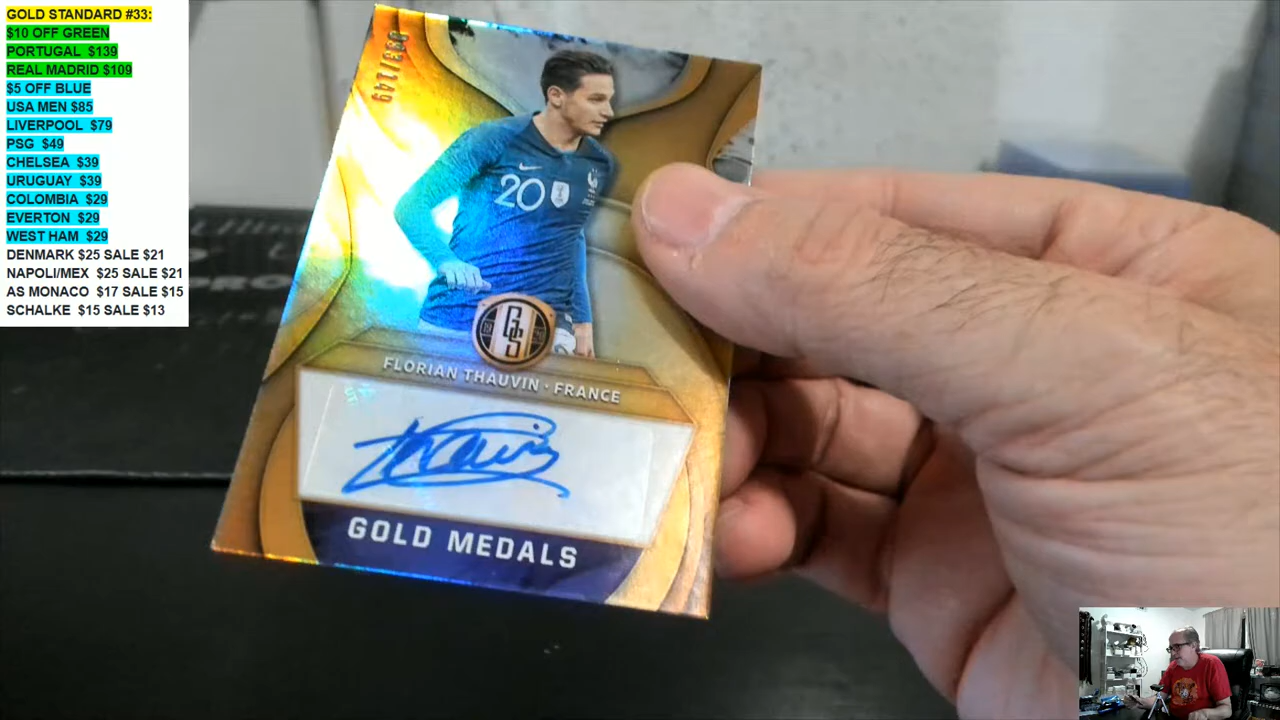 GOLD STANDARD #33:
$10 OFF GREEN
PORTUGAL $139
REAL MADRID $109
$5 OFF BLUE
USA MEN $85
LIVERPOOL $79
PSG $49
CHELSEA $39
URUGUAY $39
COLOMBIA $29
EVERTON $29
WEST HAM $29
DENMARK $25 SALE $21
NAPOLI/MEX $25 SALE $21
AS MONACO $17 SALE $15
SCHALKE $15 SALE $13
20
GS
FLORIAN THAUVIN · FRANCE
GOLD MEDALS